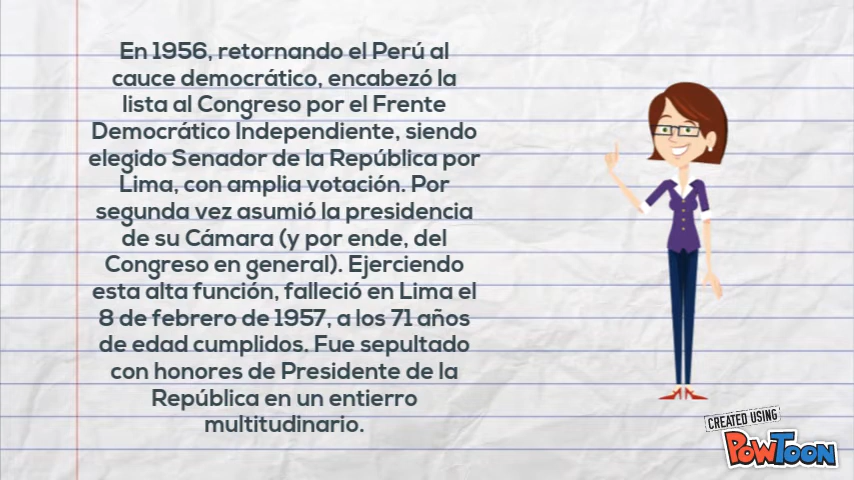 En 1956, retornando el Perú al
cauce democrático, encabezó la
lista al Congreso por el Frente
Democrático Independiente, siendo
elegido Senador de la República por
Lima, con amplia votación. Por
segunda vez asumió la presidencia
de su Cámara (y por ende, del
Congreso en general). Ejerciendo
esta alta función, falleció en Lima el
8 de febrero de 1957, a los 71 años
de edad cumplidos. Fue sepultado
con honores de Presidente de la
República en un entierro
multitudinario.
CREATED USING
POWTOON